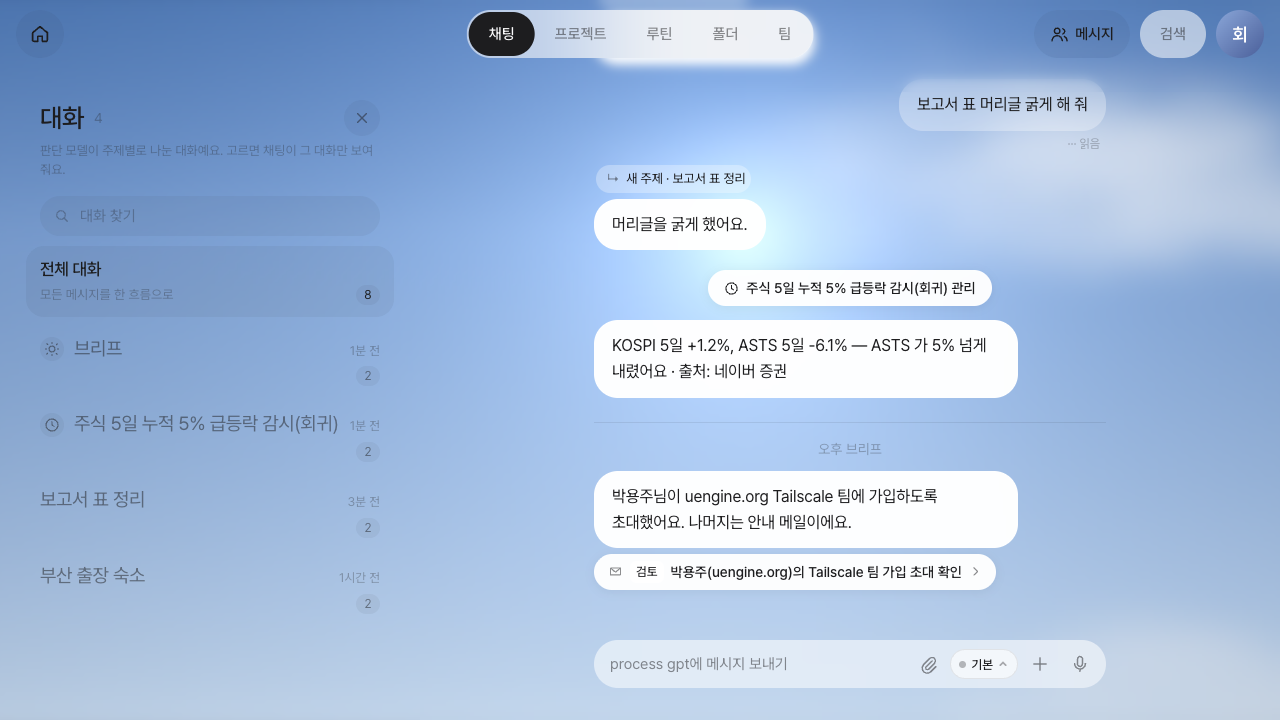 채팅
프로젝트
루틴
폴더
팀
메시지
검색
회
대화 4
판단 모델이 주제별로 나눈 대화예요. 고르면 채팅이 그 대화만 보여
줘요.
대화 찾기
전체 대화
모든 메시지를 한 흐름으로
8
브리프
1분 전
2
주식 5일 누적 5% 급등락 감시(회귀)
1분 전
2
보고서 표 정리
3분 전
2
부산 출장 숙소
1시간 전
2
보고서 표 머리글 굵게 해 줘
— 읽음
새 주제 · 보고서 표 정리
머리글을 굵게 했어요.
주식 5일 누적 5% 급등락 감시(회귀) 관리
KOSPI 5일 +1.2%, ASTS 5일 -6.1% — ASTS 가 5% 넘게
내렸어요 · 출처: 네이버 증권
오후 브리프
박용주님이 uengine.org Tailscale 팀에 가입하도록
초대했어요. 나머지는 안내 메일이에요.
검토 박용주(uengine.org)의 Tailscale 팀 가입 초대 확인
process gpt에 메시지 보내기
기본